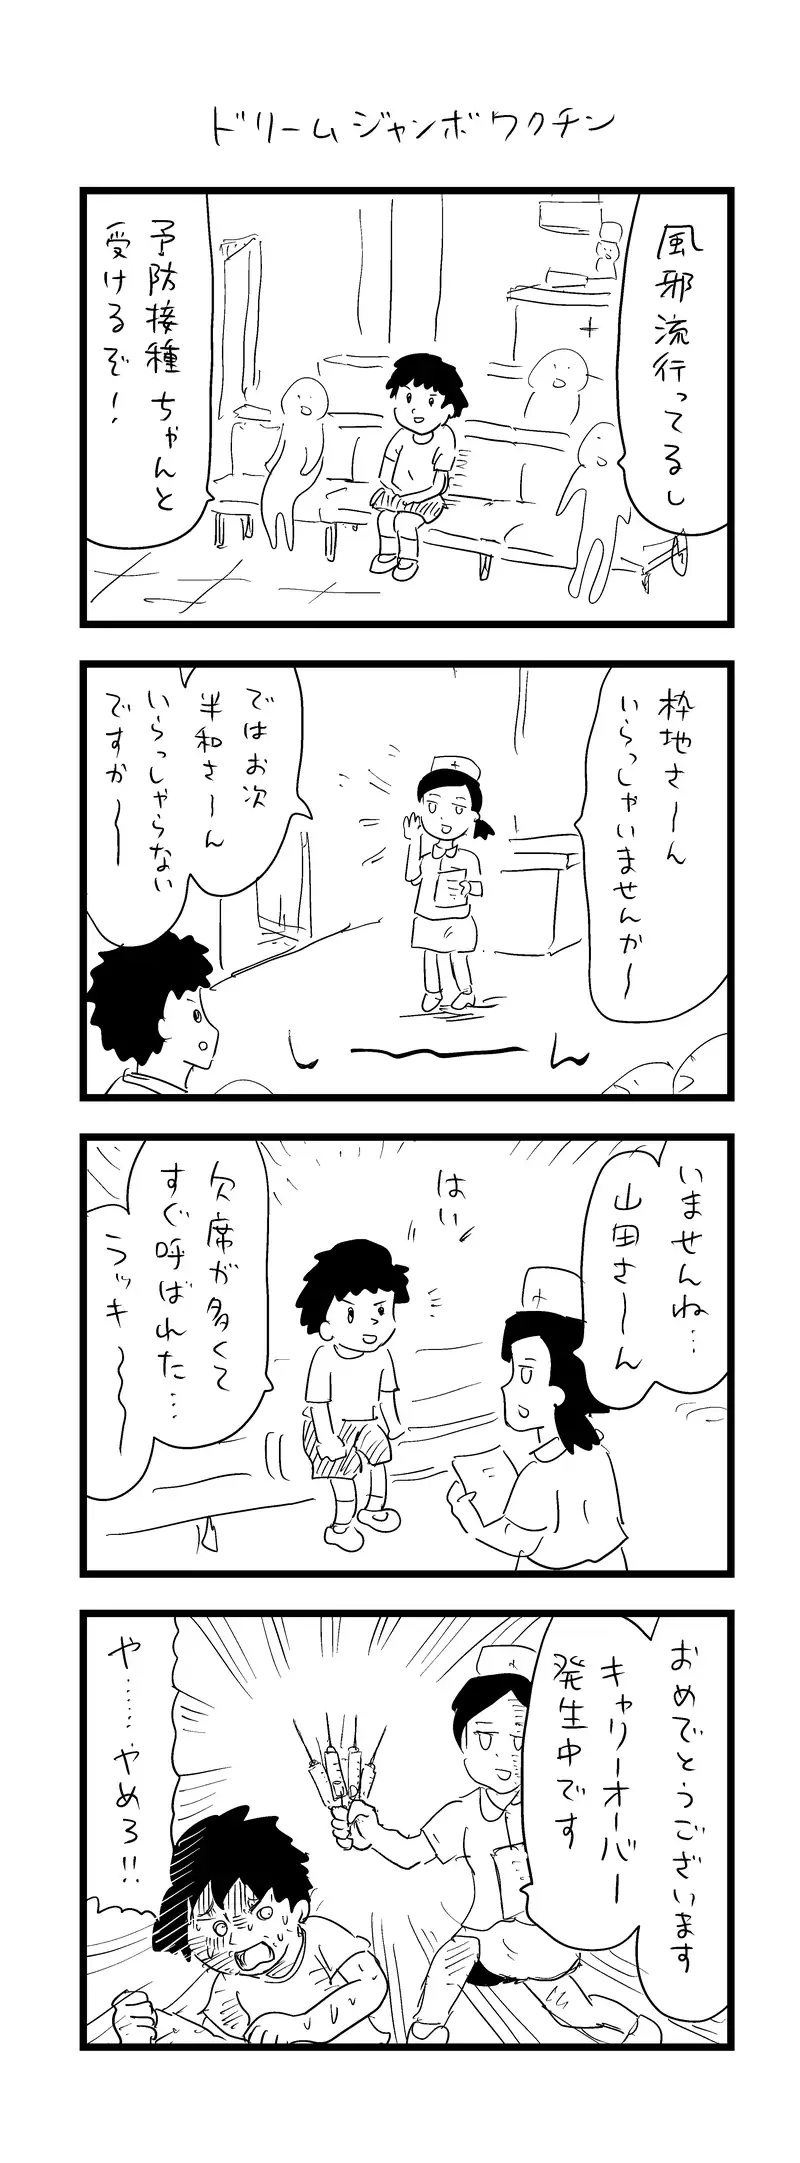 ドリームジャンボワクチン
風邪流行ってるし
予防接種ちゃんと
受けるぞ!
枠地さーん
いらっしゃいませんか〜
ではお次
半和さーん
いらっしゃらない
ですか〜
しーーん
いませんね…
山田さーん
はい
欠席が多くて
すぐ呼ばれた…
ラッキ〜
おめでとうございます
キャリーオーバー
発生中です
や……やめろ!!